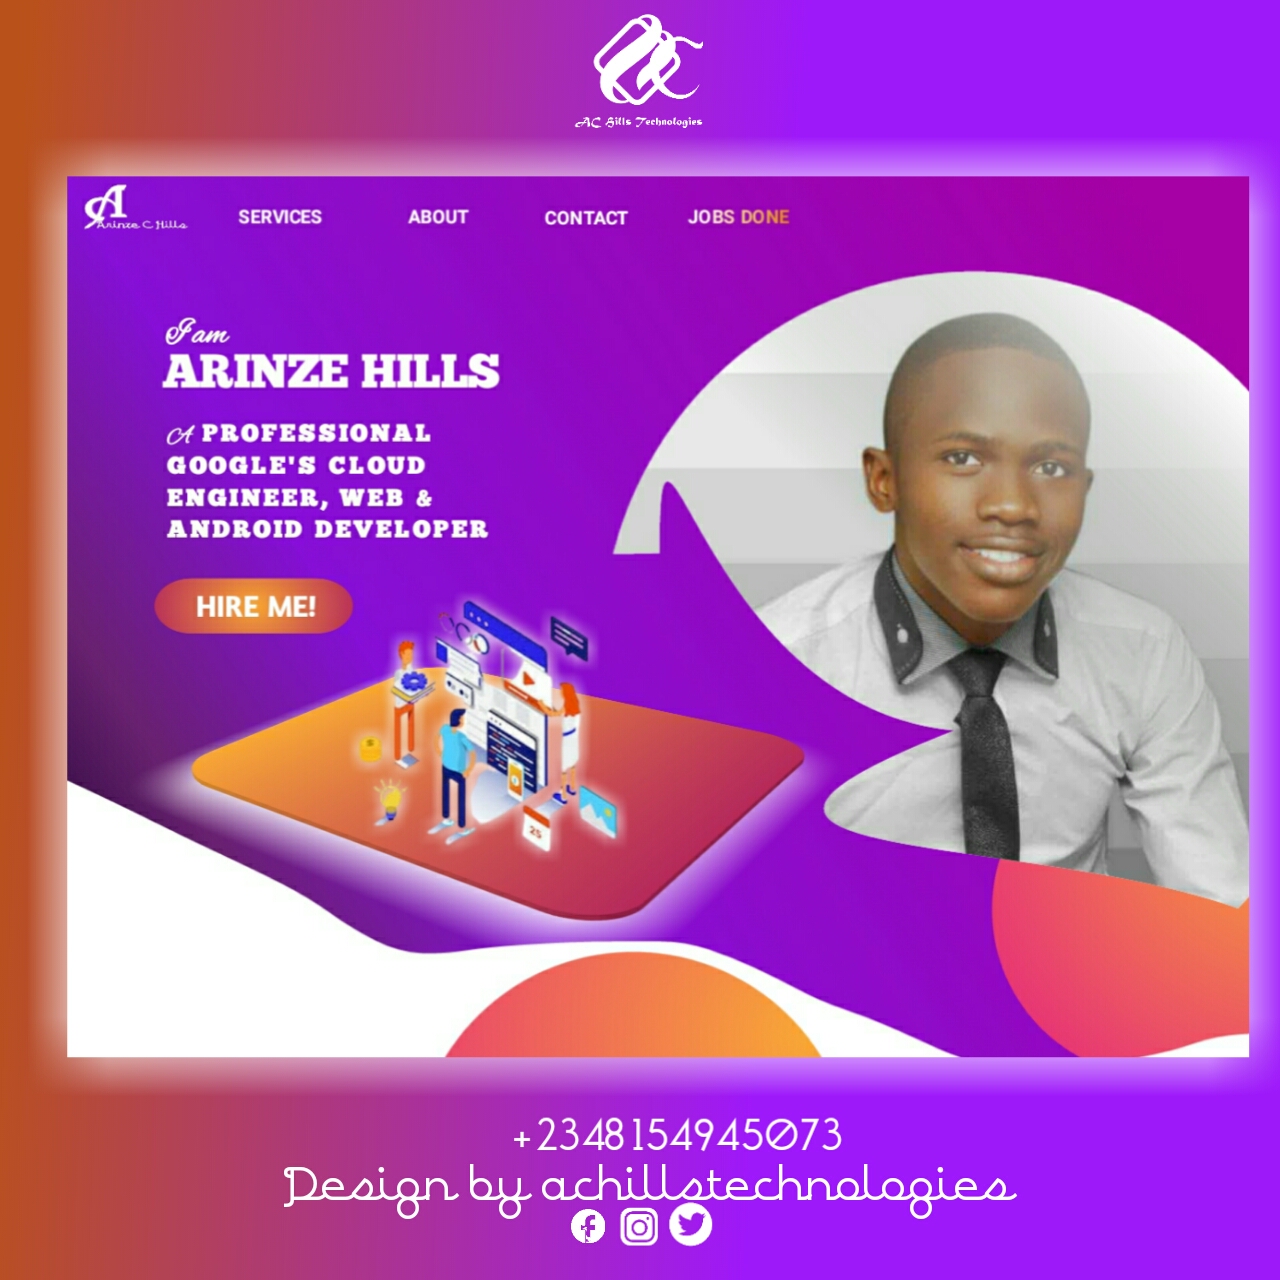 AC Hills Technologies
Arinze C Hills
SERVICES ABOUT CONTACT JOBS DONE
I am
ARINZE HILLS
A PROFESSIONAL
GOOGLE'S CLOUD
ENGINEER, WEB &
ANDROID DEVELOPER
HIRE ME!
25
+2348154945073
Design by achillstechnologies